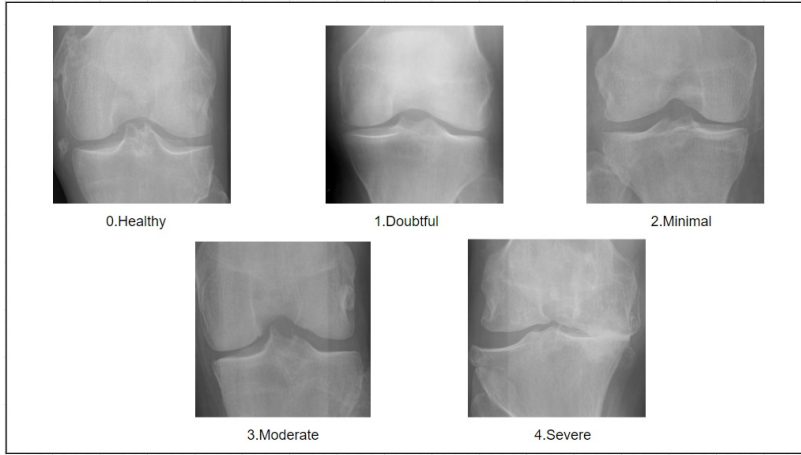 0.Healthy
1.Doubtful
2.Minimal
3.Moderate
4.Severe